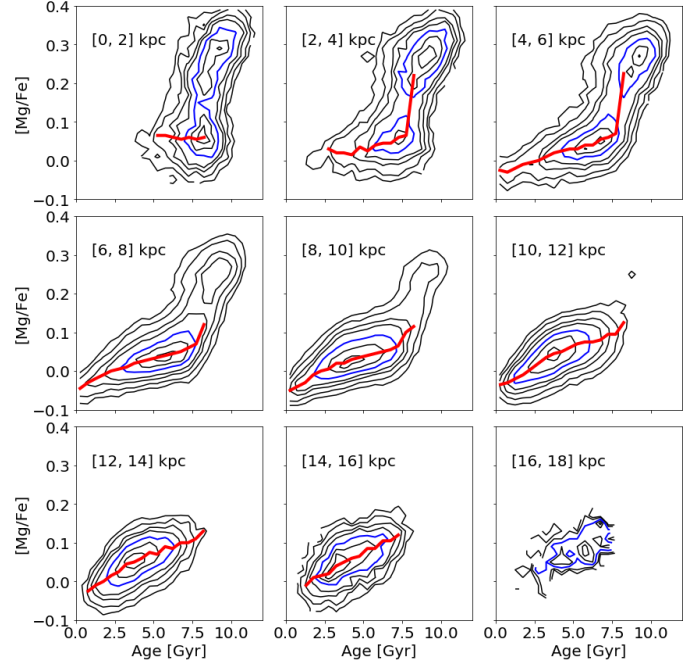 [0, 2] kpc
[2, 4] kpc
[4, 6] kpc
[Mg/Fe]
0.4
0.3
0.2
0.1
0.0
−0.1
[6, 8] kpc
[8, 10] kpc
[10, 12] kpc
[Mg/Fe]
0.4
0.3
0.2
0.1
0.0
−0.1
[12, 14] kpc
[14, 16] kpc
[16, 18] kpc
[Mg/Fe]
0.4
0.3
0.2
0.1
0.0
−0.1
0.0 2.5 5.0 7.5 10.0 0.0 2.5 5.0 7.5 10.0 0.0 2.5 5.0 7.5 10.0
Age [Gyr] Age [Gyr] Age [Gyr]